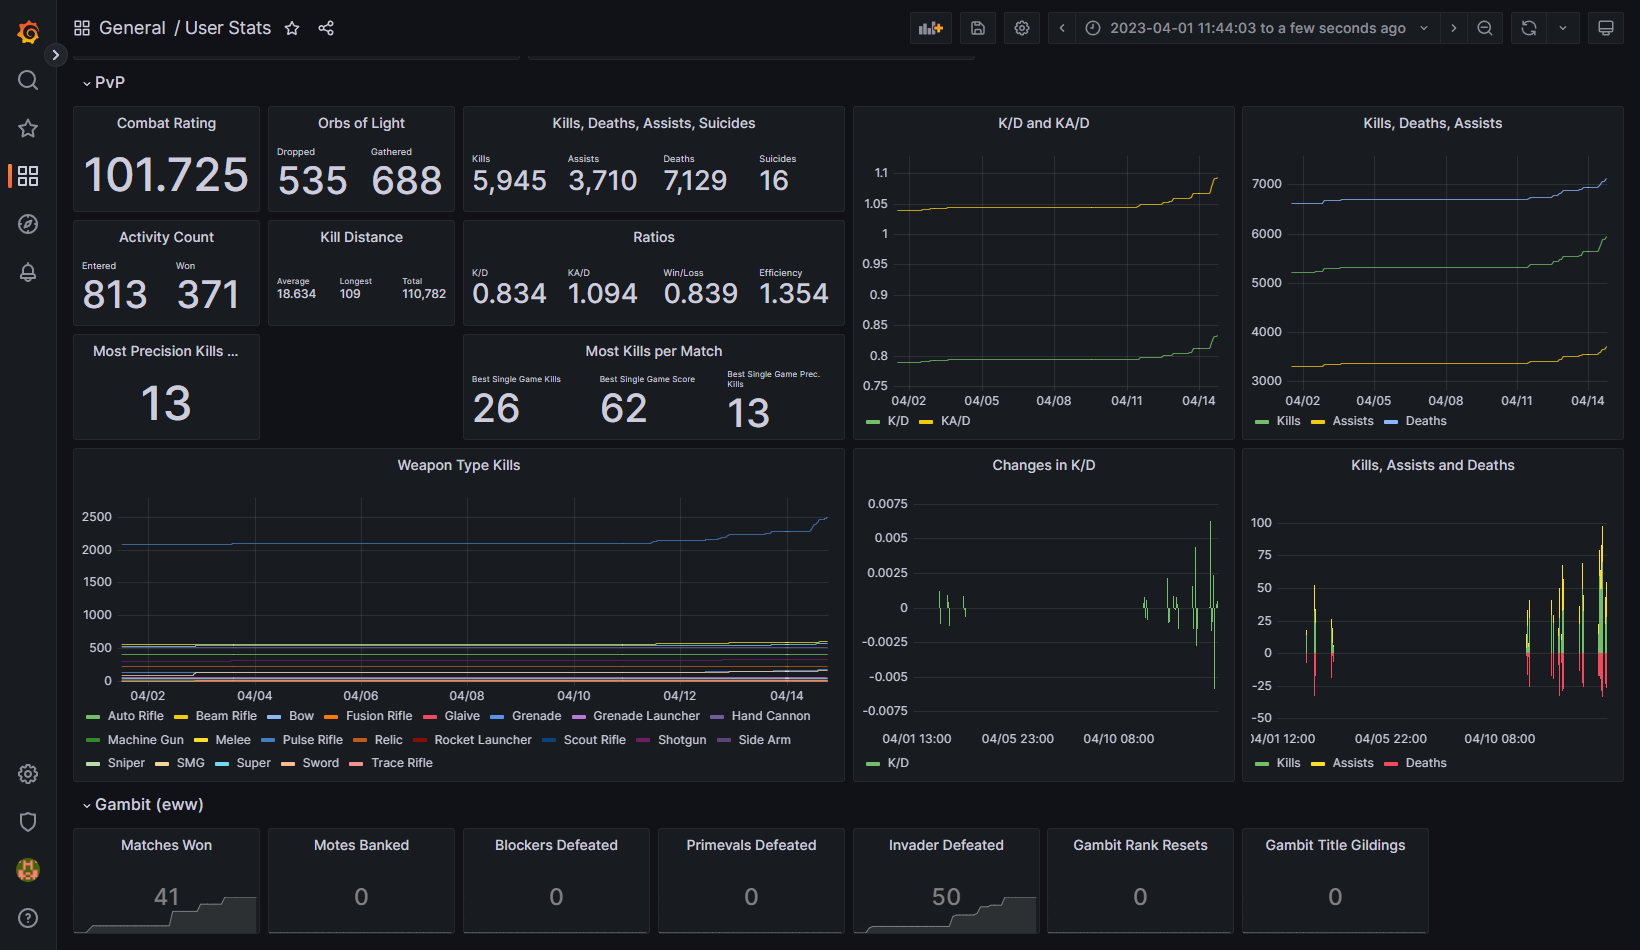 General / User Stats
2023-04-01 11:44:03 to a few seconds ago
PvP
Combat Rating
101.725
Orbs of Light
Dropped Gathered
535 688
Kills, Deaths, Assists, Suicides
Kills Assists Deaths Suicides
5,945 3,710 7,129 16
Activity Count
Entered Won
813 371
Kill Distance
Average Longest Total
18.634 109 110,782
Ratios
K/D KA/D Win/Loss Efficiency
0.834 1.094 0.839 1.354
Most Precision Kills ...
13
Most Kills per Match
Best Single Game Kills Best Single Game Score Best Single Game Prec. Kills
26 62 13
K/D and KA/D
1.1
1.05
1
0.95
0.9
0.85
0.8
0.75
04/02 04/05 04/08 04/11 04/14
K/D KA/D
Kills, Deaths, Assists
7000
6000
5000
4000
3000
04/02 04/05 04/08 04/11 04/14
Kills Assists Deaths
Weapon Type Kills
2500
2000
1500
1000
500
0
04/02 04/04 04/06 04/08 04/10 04/12 04/14
Auto Rifle Beam Rifle Bow Fusion Rifle Glaive Grenade Grenade Launcher Hand Cannon
Machine Gun Melee Pulse Rifle Relic Rocket Launcher Scout Rifle Shotgun Side Arm
Sniper SMG Super Sword Trace Rifle
Changes in K/D
0.0075
0.005
0.0025
0
-0.0025
-0.005
-0.0075
04/01 13:00 04/05 23:00 04/10 08:00
K/D
Kills, Assists and Deaths
100
75
50
25
0
-25
-50
04/01 12:00 04/05 22:00 04/10 08:00
Kills Assists Deaths
Gambit (eww)
Matches Won
41
Motes Banked
0
Blockers Defeated
0
Primevals Defeated
0
Invader Defeated
50
Gambit Rank Resets
0
Gambit Title Gildings
0